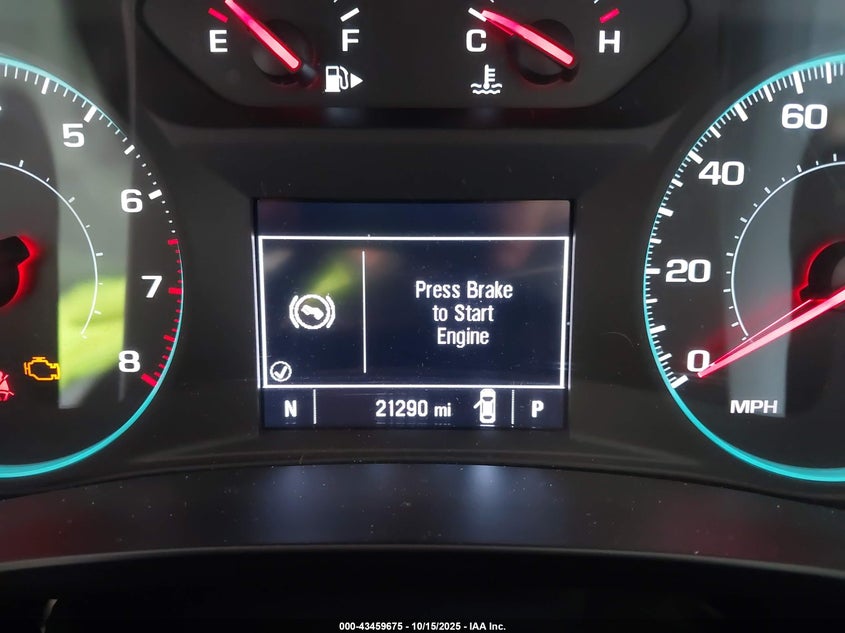 E F
C H
5
6
7
8
60
40
20
0
MPH
Press Brake
to Start
Engine
N 21290 mi P
000-43459675 - 10/15/2025 - IAA Inc.